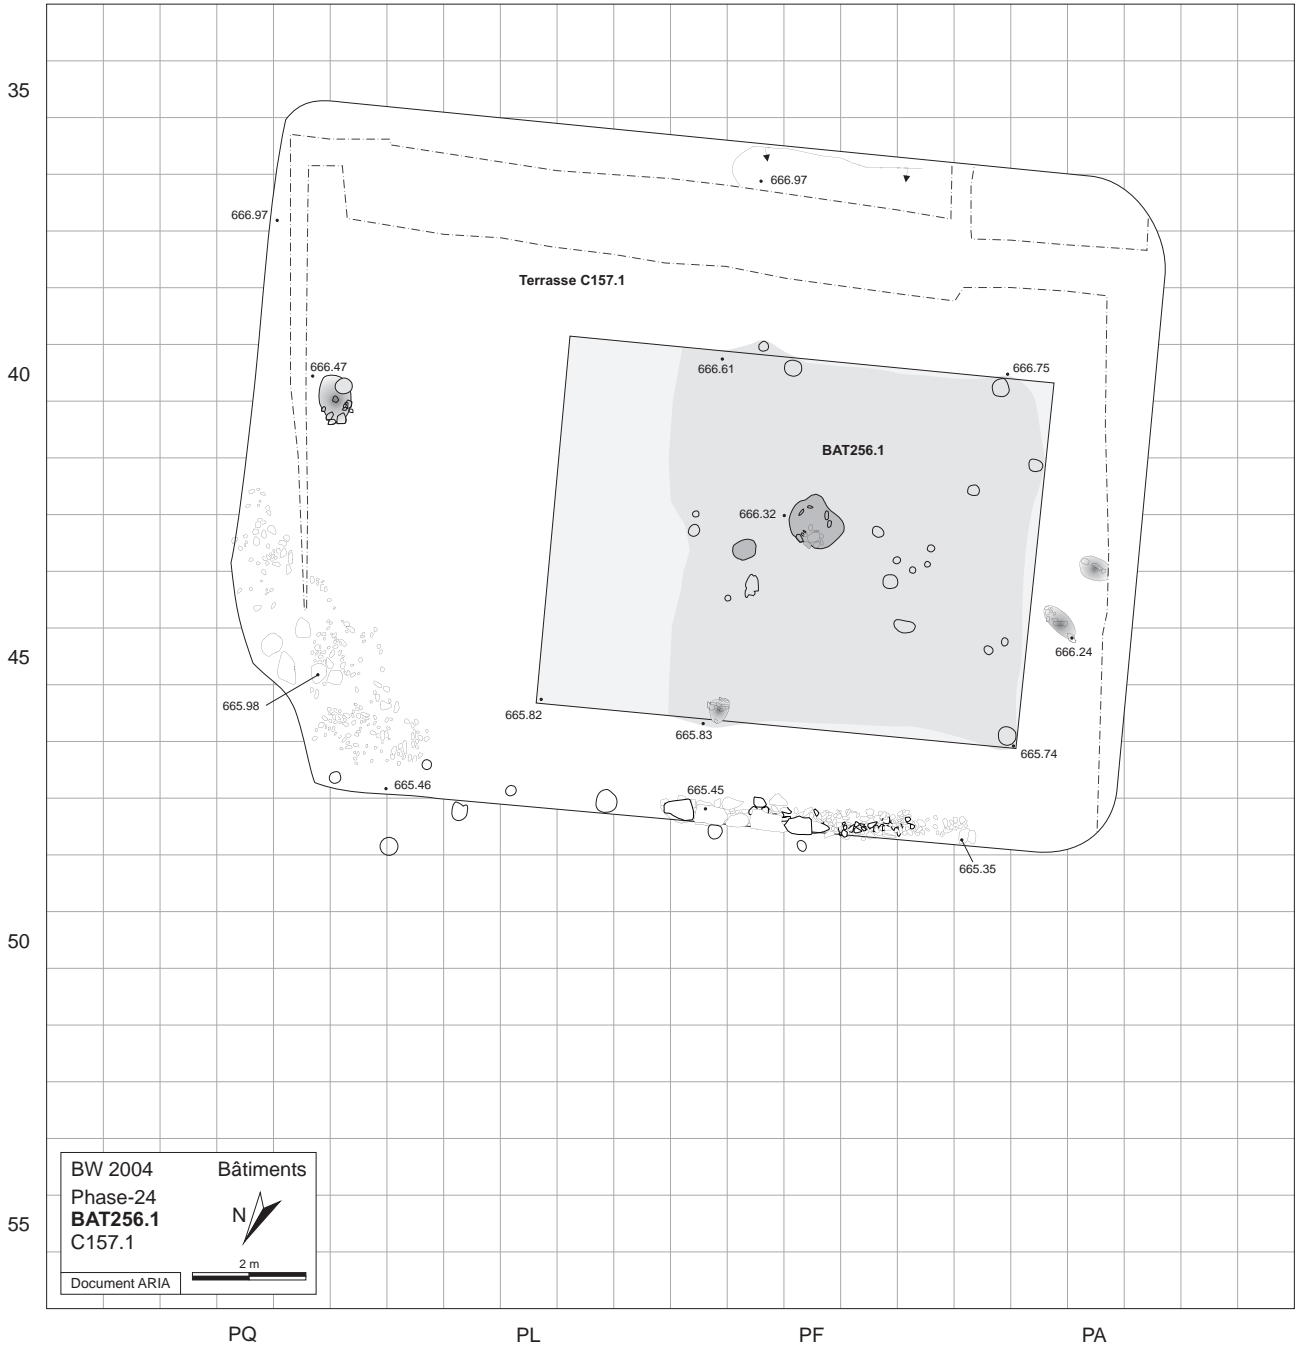 35
666.97
666.97
Terrasse C157.1
40
666.47
666.61
666.75
BAT256.1
666.32
45
666.24
665.98
665.82
665.83
665.74
665.46
665.45
665.35
50
55
BW 2004 Bâtiments
Phase-24
BAT256.1
N
C157.1
2 m
Document ARIA
PQ PL PF PA